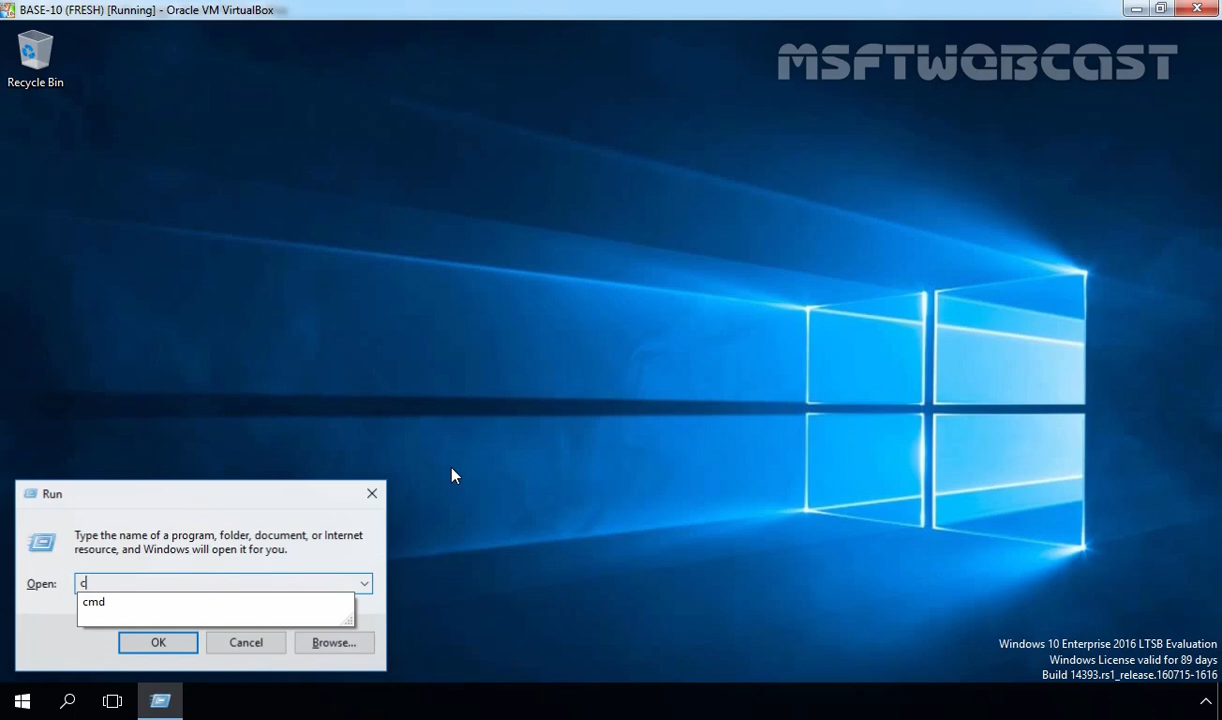 BASE-10 (FRESH) [Running] - Oracle VM VirtualBox
Recycle Bin
MSFTWEBCAST
Run
Type the name of a program, folder, document, or Internet
resource, and Windows will open it for you.
Open: c
cmd
OK Cancel Browse...
Windows 10 Enterprise 2016 LTSB Evaluation
Windows License valid for 89 days
Build 14393.rs1_release.160715-1616